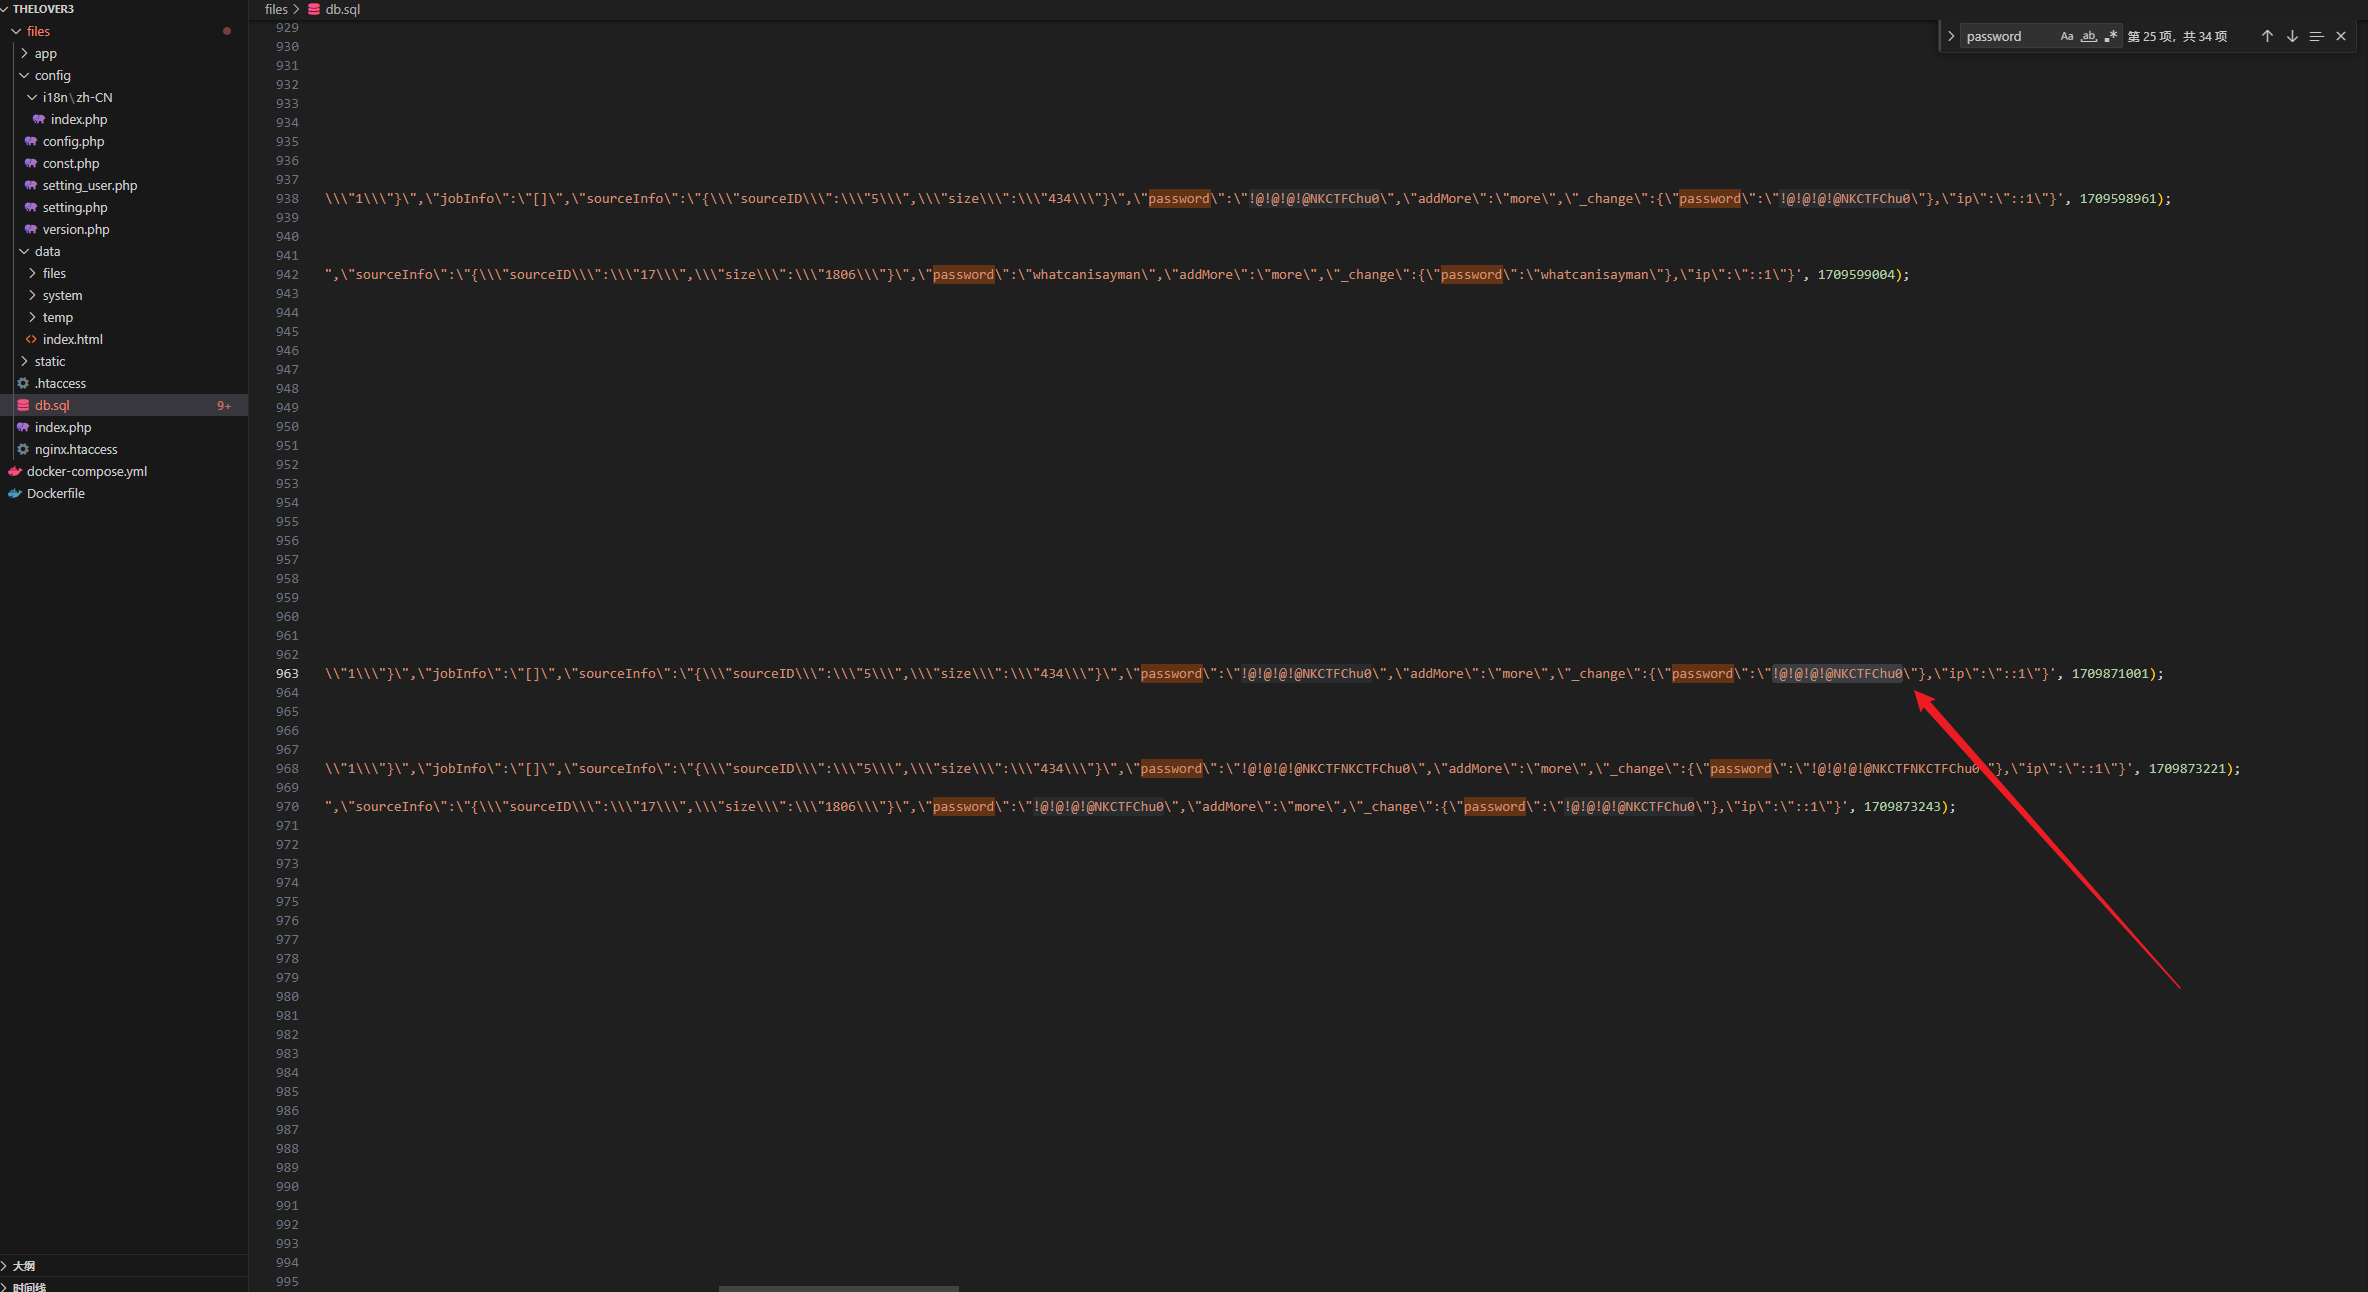 THELOVER3
files
app
config
i18n\zh-CN
index.php
config.php
const.php
setting_user.php
setting.php
version.php
data
files
system
temp
index.html
static
.htaccess
db.sql 9+
index.php
nginx.htaccess
docker-compose.yml
Dockerfile
大纲
时间线
files > db.sql
password Aa ab .* 第 25 项，共 34 项
929
930
931
932
933
934
935
936
937
938 \\\"1\\\"}\",\"jobInfo\":\"[]\",\"sourceInfo\":\"{\\\"sourceID\\\":\\\"5\\\",\\\"size\\\":\\\"434\\\"}\",\"password\":\"!@!@!@!@NKCTFChu0\",\"addMore\":\"more\",\"_change\":{\"password\":\"!@!@!@!@NKCTFChu0\"},\"ip\":\"::1\"}', 1709598961);
939
940
941
942 ",\"sourceInfo\":\"{\\\"sourceID\\\":\\\"17\\\",\\\"size\\\":\\\"1806\\\"}\",\"password\":\"whatcanisayman\",\"addMore\":\"more\",\"_change\":{\"password\":\"whatcanisayman\"},\"ip\":\"::1\"}', 1709599004);
943
944
945
946
947
948
949
950
951
952
953
954
955
956
957
958
959
960
961
962
963 \\"1\\\"}\",\"jobInfo\":\"[]\",\"sourceInfo\":\"{\\\"sourceID\\\":\\\"5\\\",\\\"size\\\":\\\"434\\\"}\",\"password\":\"!@!@!@!@NKCTFChu0\",\"addMore\":\"more\",\"_change\":{\"password\":\"!@!@!@!@NKCTFChu0\"},\"ip\":\"::1\"}', 1709871001);
964
965
966
967
968 \\"1\\\"}\",\"jobInfo\":\"[]\",\"sourceInfo\":\"{\\\"sourceID\\\":\\\"5\\\",\\\"size\\\":\\\"434\\\"}\",\"password\":\"!@!@!@!@NKCTFNKCTFChu0\",\"addMore\":\"more\",\"_change\":{\"password\":\"!@!@!@!@NKCTFNKCTFChu0\"},\"ip\":\"::1\"}', 1709873221);
969
970 ",\"sourceInfo\":\"{\\\"sourceID\\\":\\\"17\\\",\\\"size\\\":\\\"1806\\\"}\",\"password\":\"!@!@!@!@NKCTFChu0\",\"addMore\":\"more\",\"_change\":{\"password\":\"!@!@!@!@NKCTFChu0\"},\"ip\":\"::1\"}', 1709873243);
971
972
973
974
975
976
977
978
979
980
981
982
983
984
985
986
987
988
989
990
991
992
993
994
995